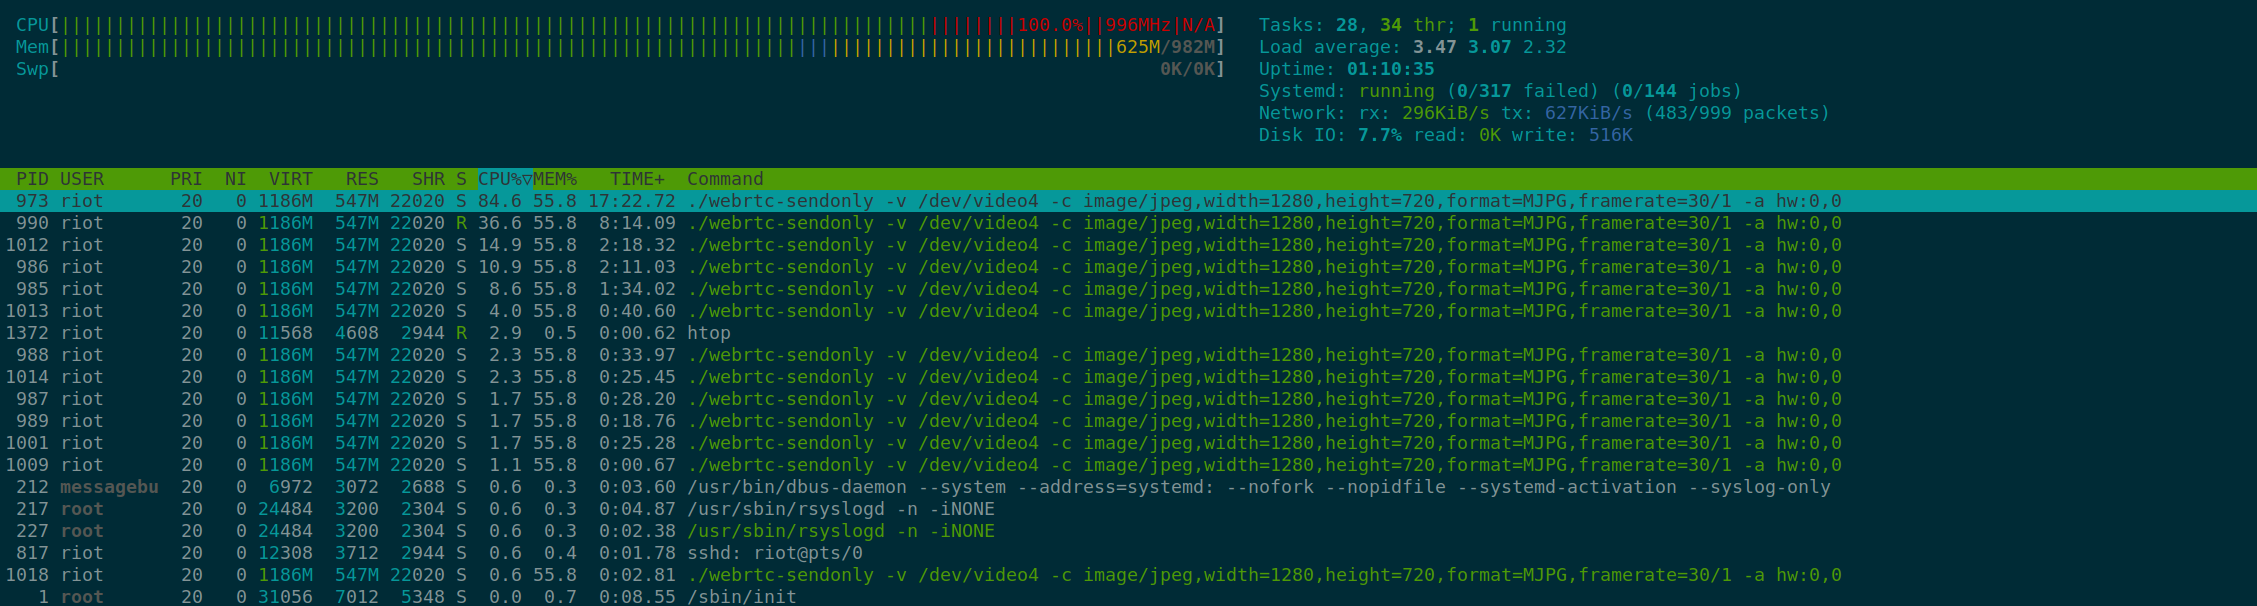 CPU[||||||||||||||||||||||||||||||||||||||||||||||||||||||||||||||||||||||||||||||||||||||||100.0%||996MHz|N/A]
Mem[||||||||||||||||||||||||||||||||||||||||||||||||||||||||||||||||||||||||||||||||||||||||||||||||625M/982M]
Swp[ 0K/0K]
Tasks: 28, 34 thr; 1 running
Load average: 3.47 3.07 2.32
Uptime: 01:10:35
Systemd: running (0/317 failed) (0/144 jobs)
Network: rx: 296KiB/s tx: 627KiB/s (483/999 packets)
Disk IO: 7.7% read: 0K write: 516K
PID USER PRI NI VIRT RES SHR S CPU%▽MEM% TIME+ Command
973 riot 20 0 1186M 547M 22020 S 84.6 55.8 17:22.72 ./webrtc-sendonly -v /dev/video4 -c image/jpeg,width=1280,height=720,format=MJPG,framerate=30/1 -a hw:0,0
990 riot 20 0 1186M 547M 22020 R 36.6 55.8 8:14.09 ./webrtc-sendonly -v /dev/video4 -c image/jpeg,width=1280,height=720,format=MJPG,framerate=30/1 -a hw:0,0
1012 riot 20 0 1186M 547M 22020 S 14.9 55.8 2:18.32 ./webrtc-sendonly -v /dev/video4 -c image/jpeg,width=1280,height=720,format=MJPG,framerate=30/1 -a hw:0,0
986 riot 20 0 1186M 547M 22020 S 10.9 55.8 2:11.03 ./webrtc-sendonly -v /dev/video4 -c image/jpeg,width=1280,height=720,format=MJPG,framerate=30/1 -a hw:0,0
985 riot 20 0 1186M 547M 22020 S 8.6 55.8 1:34.02 ./webrtc-sendonly -v /dev/video4 -c image/jpeg,width=1280,height=720,format=MJPG,framerate=30/1 -a hw:0,0
1013 riot 20 0 1186M 547M 22020 S 4.0 55.8 0:40.60 ./webrtc-sendonly -v /dev/video4 -c image/jpeg,width=1280,height=720,format=MJPG,framerate=30/1 -a hw:0,0
1372 riot 20 0 11568 4608 2944 R 2.9 0.5 0:00.62 htop
988 riot 20 0 1186M 547M 22020 S 2.3 55.8 0:33.97 ./webrtc-sendonly -v /dev/video4 -c image/jpeg,width=1280,height=720,format=MJPG,framerate=30/1 -a hw:0,0
1014 riot 20 0 1186M 547M 22020 S 2.3 55.8 0:25.45 ./webrtc-sendonly -v /dev/video4 -c image/jpeg,width=1280,height=720,format=MJPG,framerate=30/1 -a hw:0,0
987 riot 20 0 1186M 547M 22020 S 1.7 55.8 0:28.20 ./webrtc-sendonly -v /dev/video4 -c image/jpeg,width=1280,height=720,format=MJPG,framerate=30/1 -a hw:0,0
989 riot 20 0 1186M 547M 22020 S 1.7 55.8 0:18.76 ./webrtc-sendonly -v /dev/video4 -c image/jpeg,width=1280,height=720,format=MJPG,framerate=30/1 -a hw:0,0
1001 riot 20 0 1186M 547M 22020 S 1.7 55.8 0:25.28 ./webrtc-sendonly -v /dev/video4 -c image/jpeg,width=1280,height=720,format=MJPG,framerate=30/1 -a hw:0,0
1009 riot 20 0 1186M 547M 22020 S 1.1 55.8 0:00.67 ./webrtc-sendonly -v /dev/video4 -c image/jpeg,width=1280,height=720,format=MJPG,framerate=30/1 -a hw:0,0
212 messagebu 20 0 6972 3072 2688 S 0.6 0.3 0:03.60 /usr/bin/dbus-daemon --system --address=systemd: --nofork --nopidfile --systemd-activation --syslog-only
217 root 20 0 24484 3200 2304 S 0.6 0.3 0:04.87 /usr/sbin/rsyslogd -n -iNONE
227 root 20 0 24484 3200 2304 S 0.6 0.3 0:02.38 /usr/sbin/rsyslogd -n -iNONE
817 riot 20 0 12308 3712 2944 S 0.6 0.4 0:01.78 sshd: riot@pts/0
1018 riot 20 0 1186M 547M 22020 S 0.6 55.8 0:02.81 ./webrtc-sendonly -v /dev/video4 -c image/jpeg,width=1280,height=720,format=MJPG,framerate=30/1 -a hw:0,0
1 root 20 0 31056 7012 5348 S 0.0 0.7 0:08.55 /sbin/init